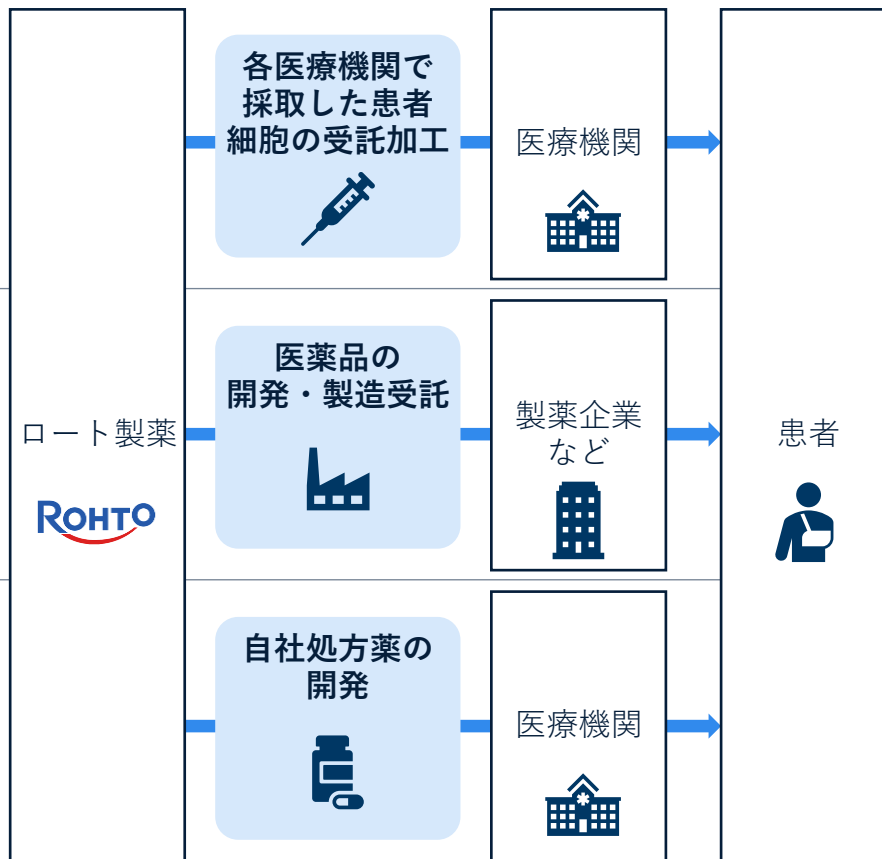 各医療機関で
採取した患者
細胞の受託加工
医療機関
医薬品の
開発・製造受託
ロート製薬
製薬企業
など
患者
ROHTO
自社処方薬の
開発
医療機関